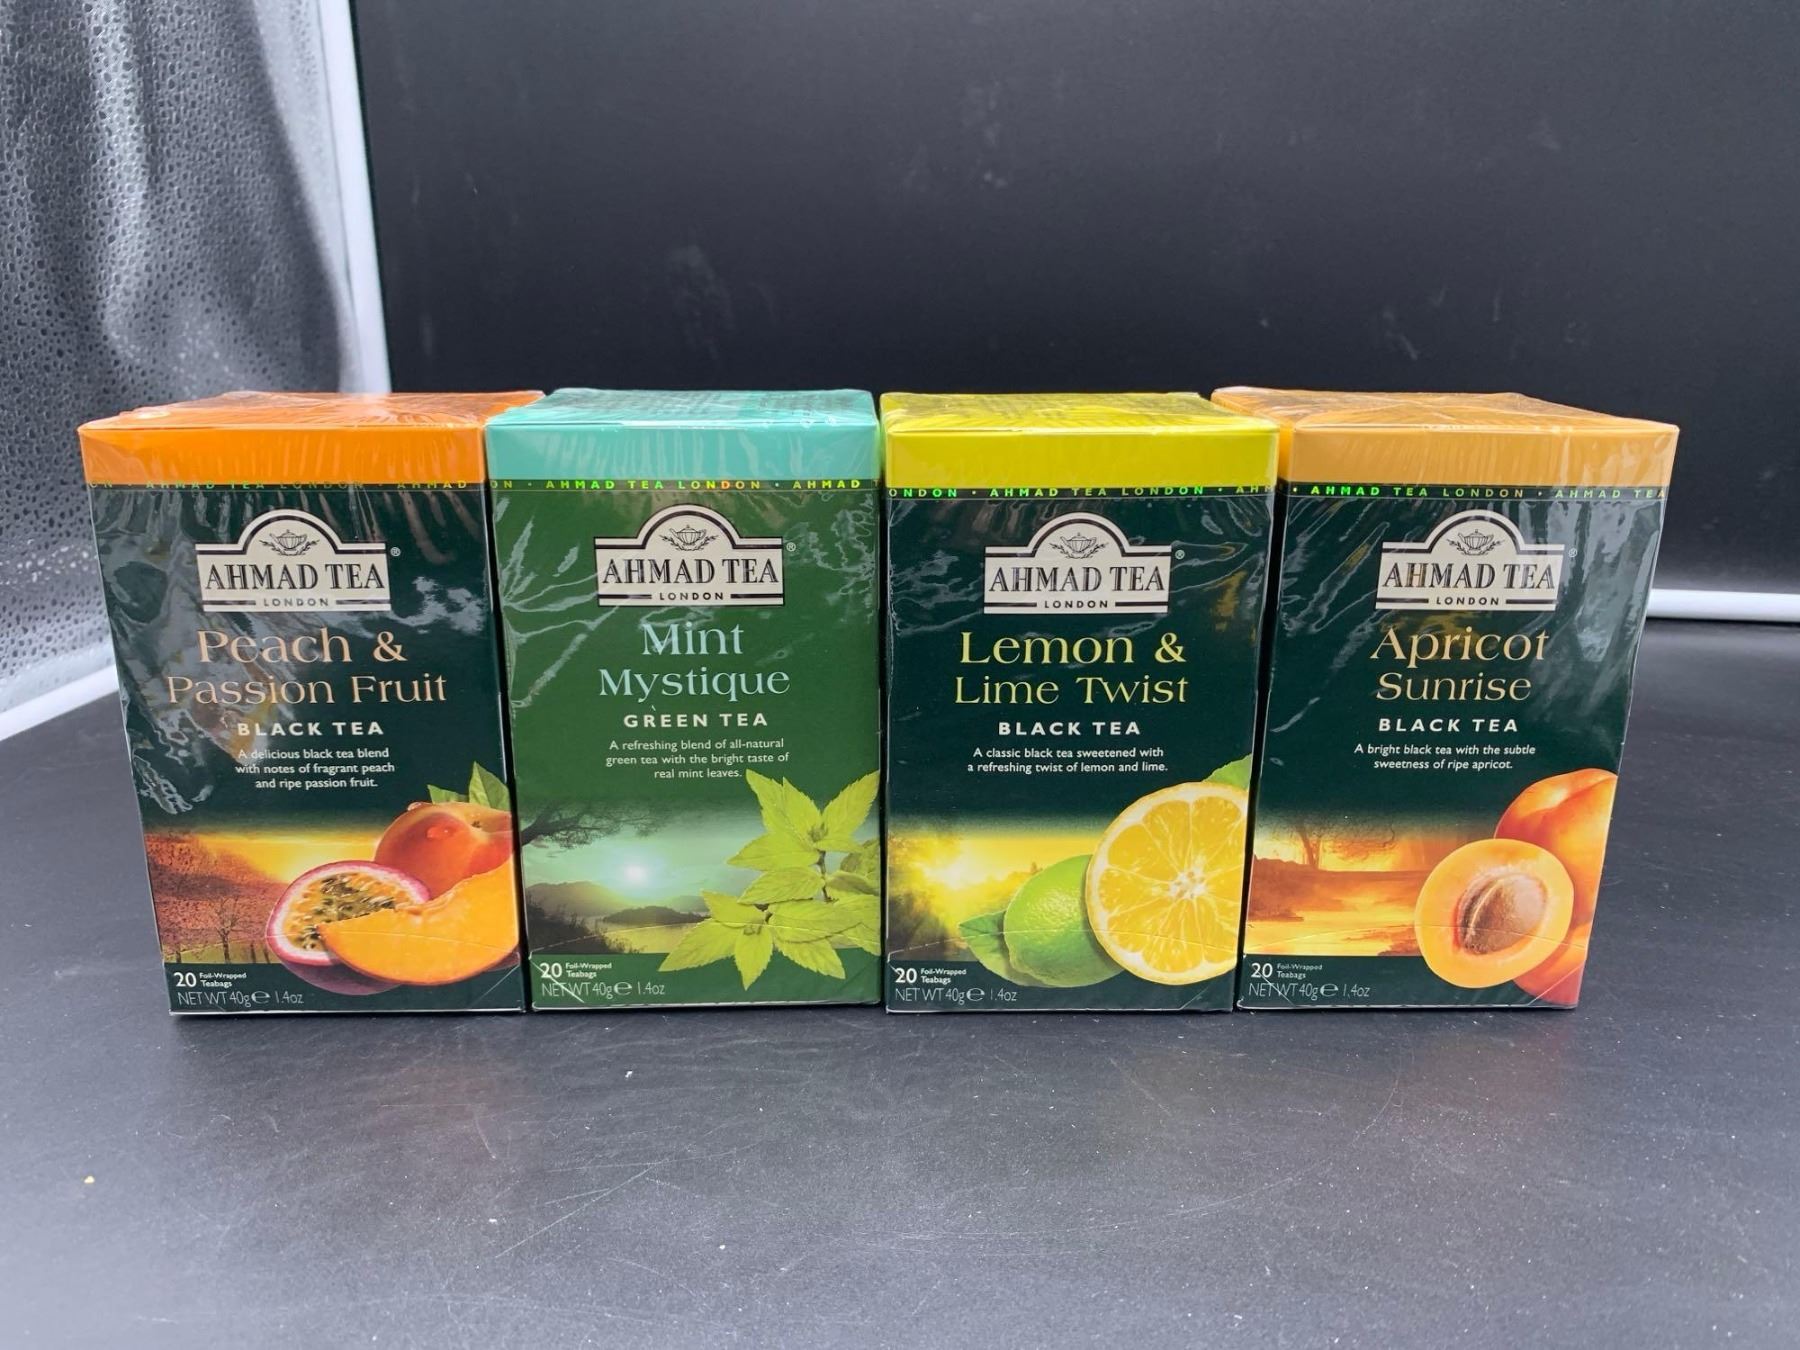 N · AHMAD TEA LONDON · AHMAD
AHMAD TEA
LONDON
Peach &
Passion Fruit
BLACK TEA
A delicious black tea blend
with notes of fragrant peach
and ripe passion fruit.
20 Foil-Wrapped
Teabags
NET WT 40g e 1.4oz
ON · AHMAD TEA LONDON · AHMAD T
AHMAD TEA
LONDON
Mint
Mystique
GREEN TEA
A refreshing blend of all-natural
green tea with the bright taste of
real mint leaves.
20 Foil-Wrapped
Teabags
NET WT 40g e 1.4oz
ONDON · AHMAD TEA LONDON · AHM
AHMAD TEA
LONDON
Lemon &
Lime Twist
BLACK TEA
A classic black tea sweetened with
a refreshing twist of lemon and lime.
20 Foil-Wrapped
Teabags
NET WT 40g e 1.4oz
· AHMAD TEA LONDON · AHMAD TEA
AHMAD TEA
LONDON
Apricot
Sunrise
BLACK TEA
A bright black tea with the subtle
sweetness of ripe apricot.
20 Foil-Wrapped
Teabags
NET WT 40g e 1.4oz